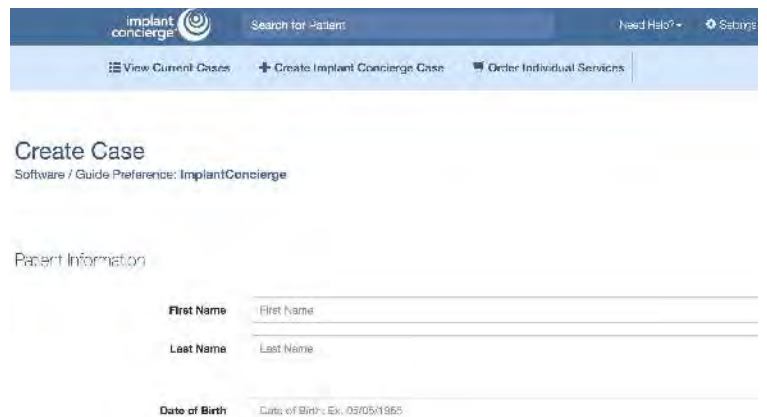 implant concierge
Search for Patient
Need Help?
Settings
View Current Cases
Create Implant Concierge Case
Order Individual Services
Create Case
Software / Guide Preference: ImplantConcierge
Patient Information
First Name
First Name
Last Name
Last Name
Date of Birth
Date of Birth: Ex. 05/05/1955